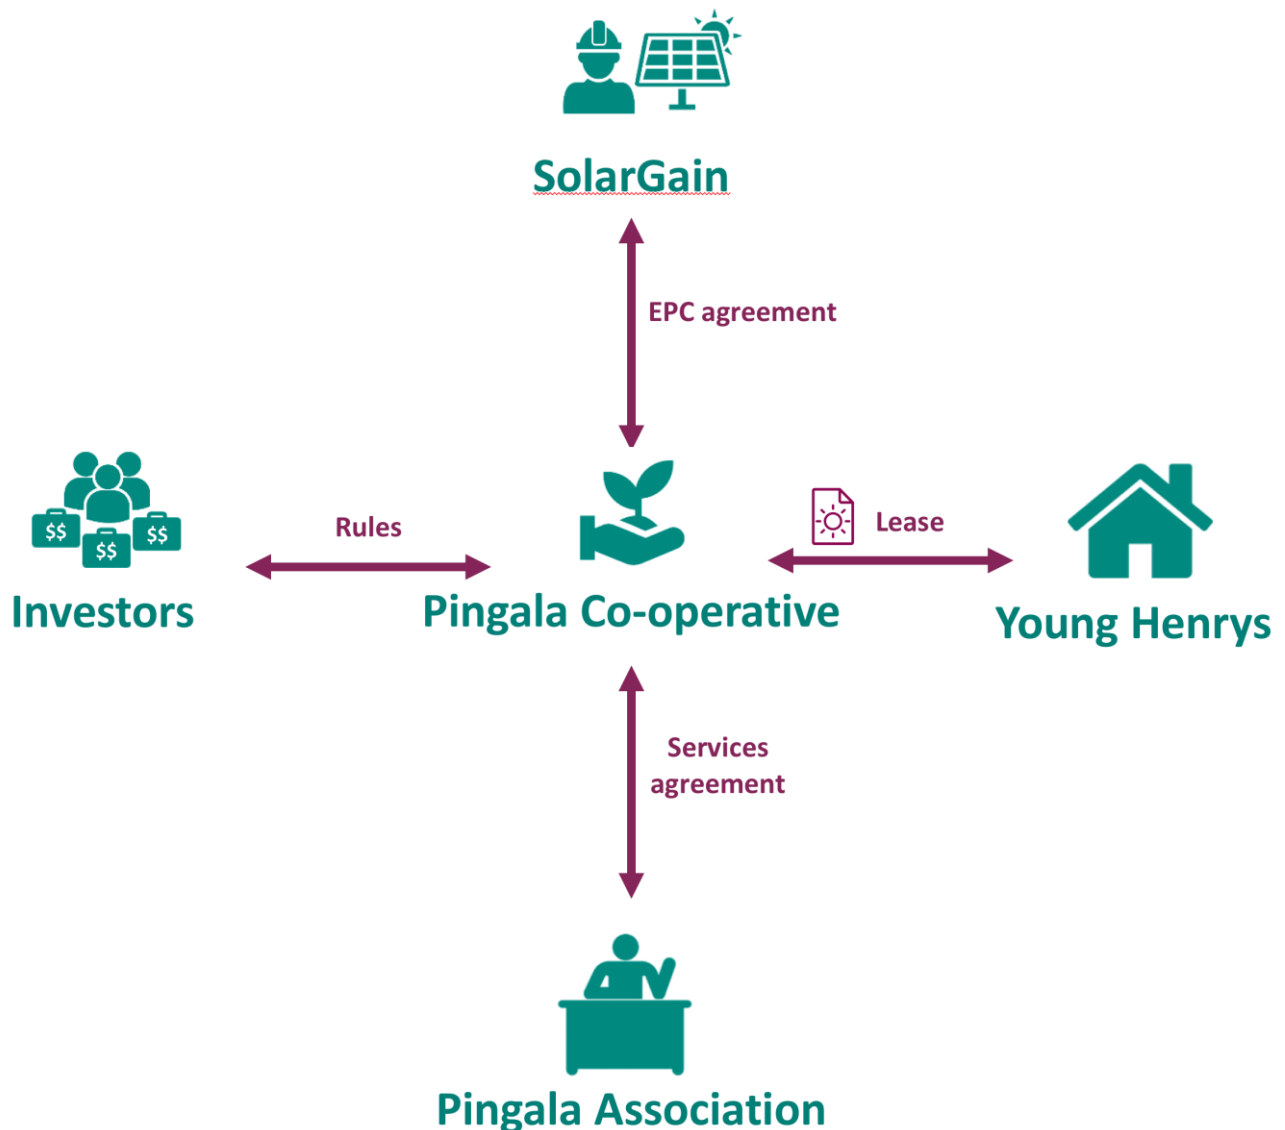 SolarGain
EPC agreement
$$
$$
$$
Rules
Lease
Investors
Pingala Co-operative
Young Henrys
Services
agreement
Pingala Association